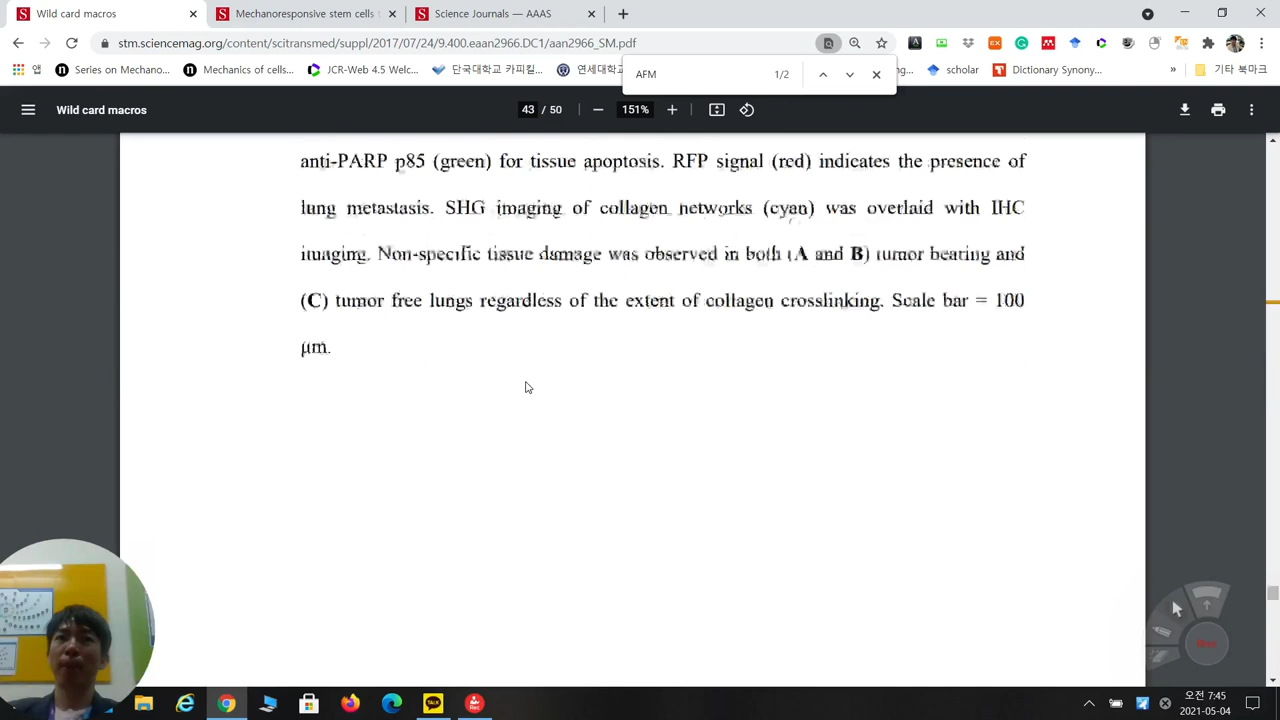 Wild card macros
Mechanoresponsive stem cells
Science Journals — AAAS
stm.sciencemag.org/content/scitransmed/suppl/2017/07/24/9.400.eaan2966.DC1/aan2966_SM.pdf
앱
Series on Mechano...
Mechanics of cells...
JCR-Web 4.5 Welc...
단국대학교 카피킬...
연세대학교
scholar
Dictionary Synony...
»
기타 북마크
AFM
1/2
Wild card macros
43 / 50
151%
anti-PARP p85 (green) for tissue apoptosis. RFP signal (red) indicates the presence of
lung metastasis. SHG imaging of collagen networks (cyan) was overlaid with IHC
imaging. Non-specific tissue damage was observed in both (A and B) tumor bearing and
(C) tumor free lungs regardless of the extent of collagen crosslinking. Scale bar = 100
μm.
오전 7:45
2021-05-04